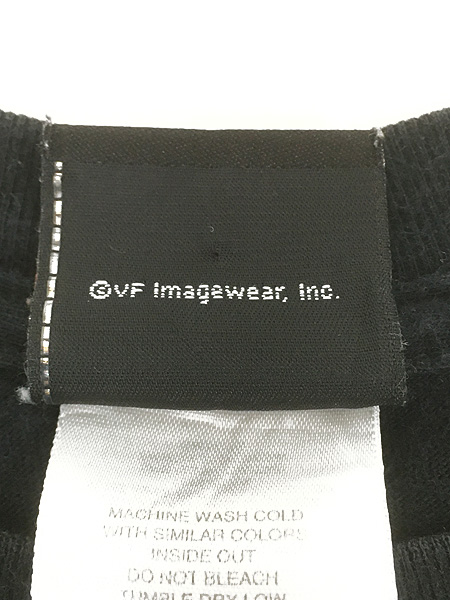 ©VF Imagewear, Inc.
MACHINE WASH COLD
WITH SIMILAR COLORS
INSIDE OUT
DO NOT BLEACH
TUMBLE DRY LOW